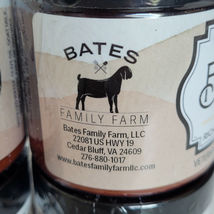 BATES
FAMILY FARM
Bates Family Farm, LLC
22081 US HWY 19
Cedar Bluff, VA 24609
276-880-1017
www.batesfamilyfarmllc.com